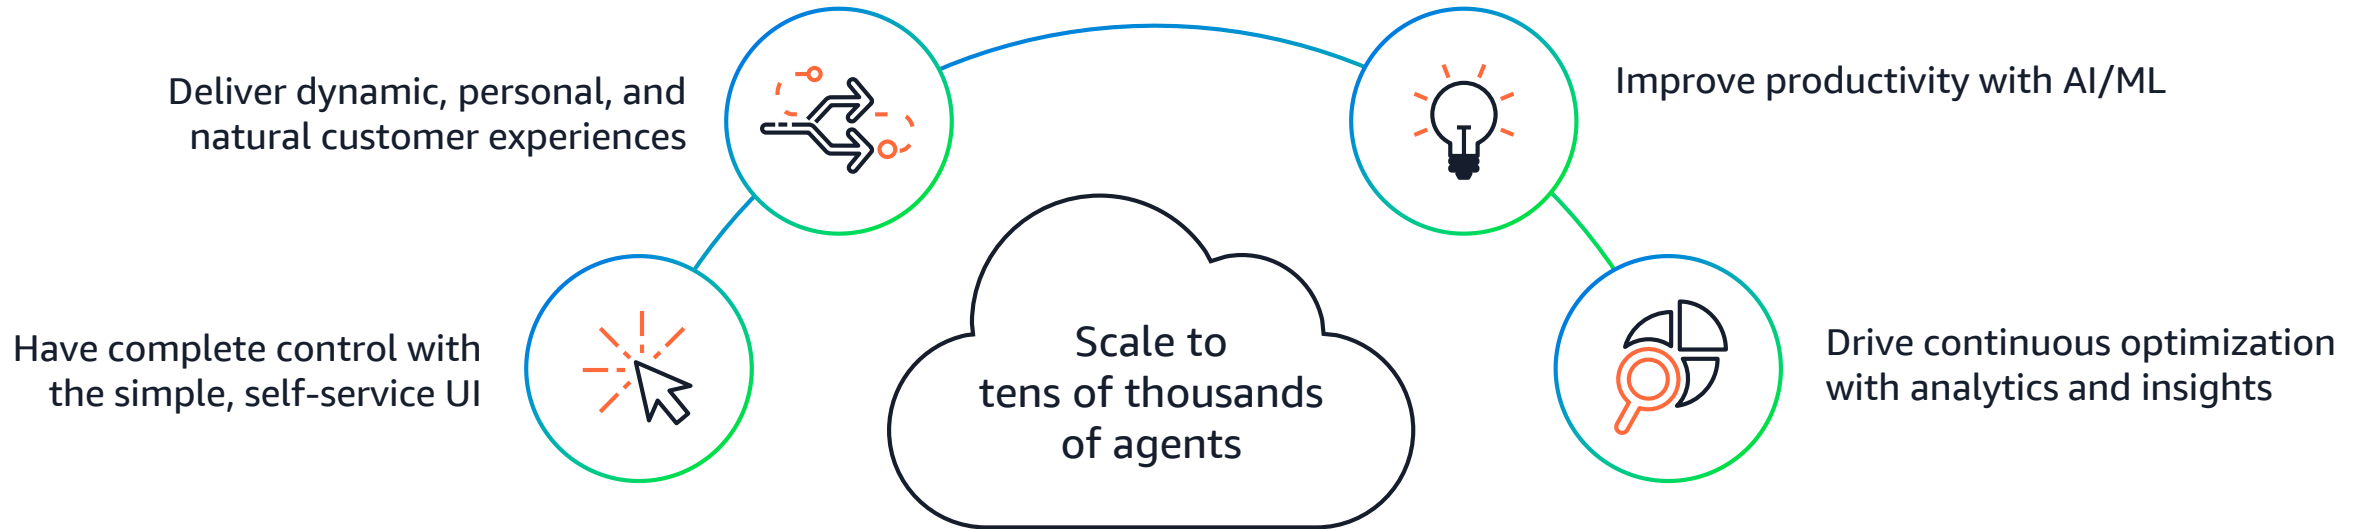 Deliver dynamic, personal, and
natural customer experiences
Improve productivity with AI/ML
Have complete control with
the simple, self-service UI
Scale to
tens of thousands
of agents
Drive continuous optimization
with analytics and insights